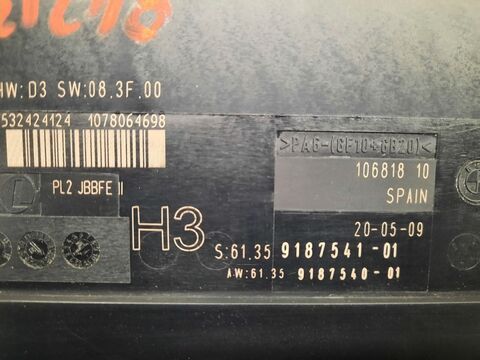 HW:D3 SW:08.3F.00
532424124 1078064698
>PA6-(GF10+GB20)<
106818 10
PL2 JBBFE II
SPAIN
H3
20-05-09
S:61.35 9187541-01
AW:61.35 9187540-01